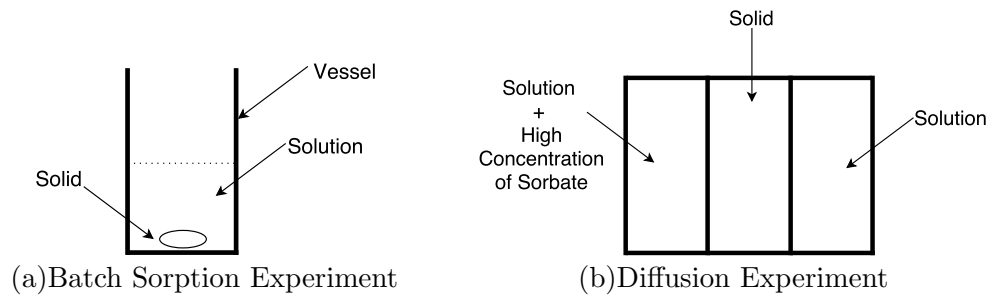 Vessel
Solution
Solid
(a)Batch Sorption Experiment
Solid
Solution
+
High
Concentration
of Sorbate
Solution
(b)Diffusion Experiment